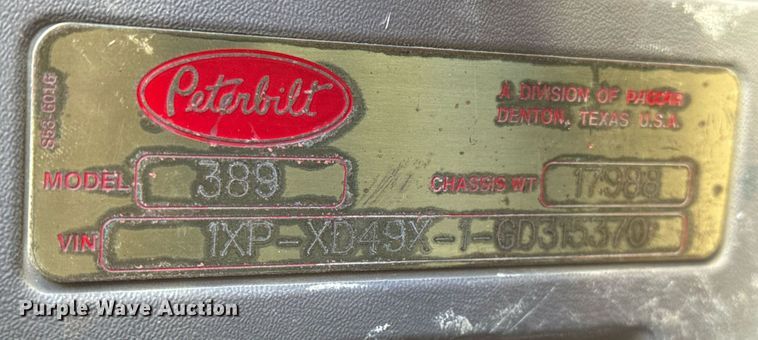 S53-6016
Peterbilt
A DIVISION OF PACCAR
DENTON, TEXAS U.S.A.
MODEL 389 CHASSIS WT 17988
VIN 1XP-XD49X-1-GD315370
Purple Wave Auction